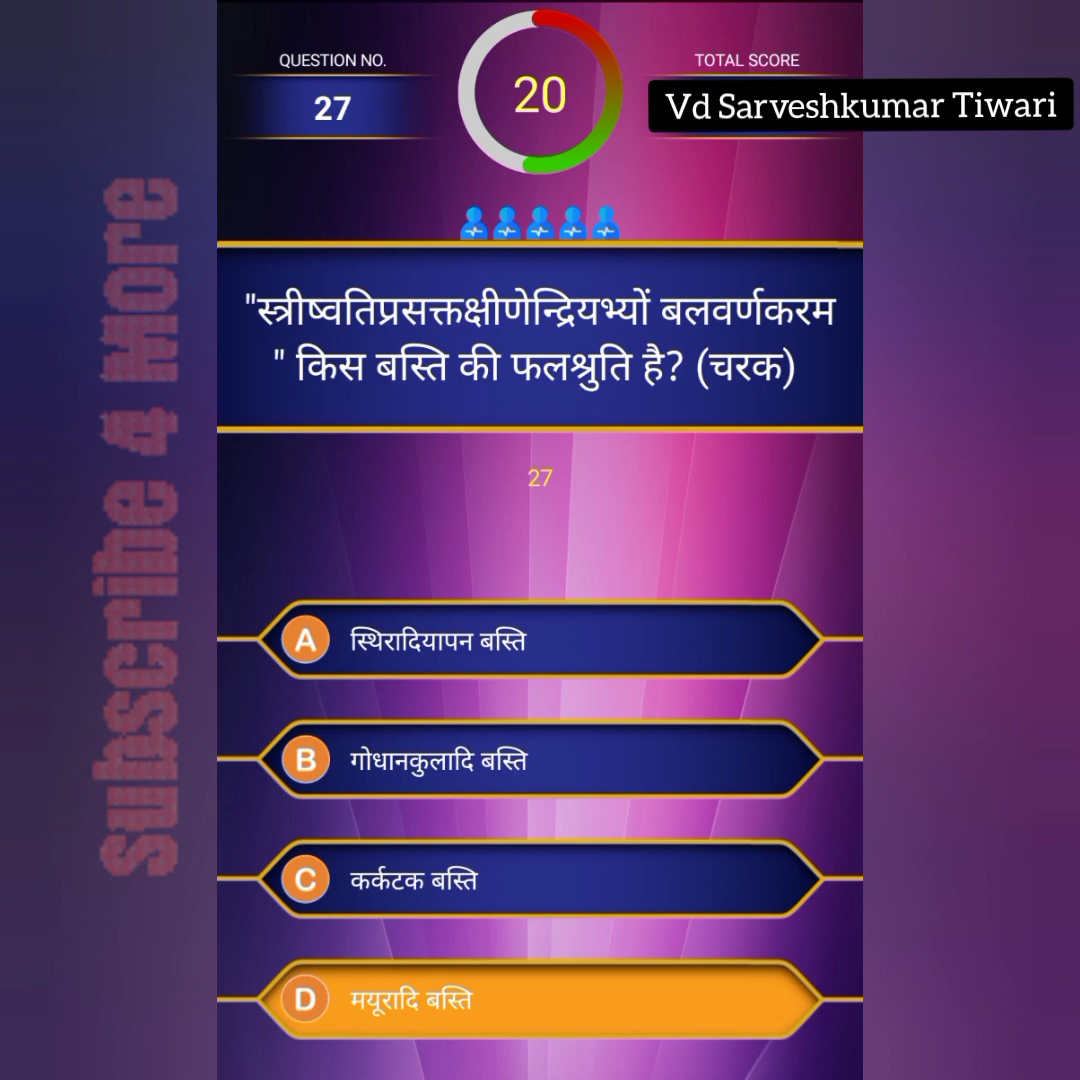 QUESTION NO.
27
20
TOTAL SCORE
Vd Sarveshkumar Tiwari
"स्त्रीष्वतिप्रसक्तक्षीणेन्द्रियभ्यों बलवर्णकरम
" किस बस्ति की फलश्रुति है? (चरक)
27
A स्थिरादियापन बस्ति
B गोधानकुलादि बस्ति
C कर्कटक बस्ति
D मयूरादि बस्ति
Subscribe 4 More